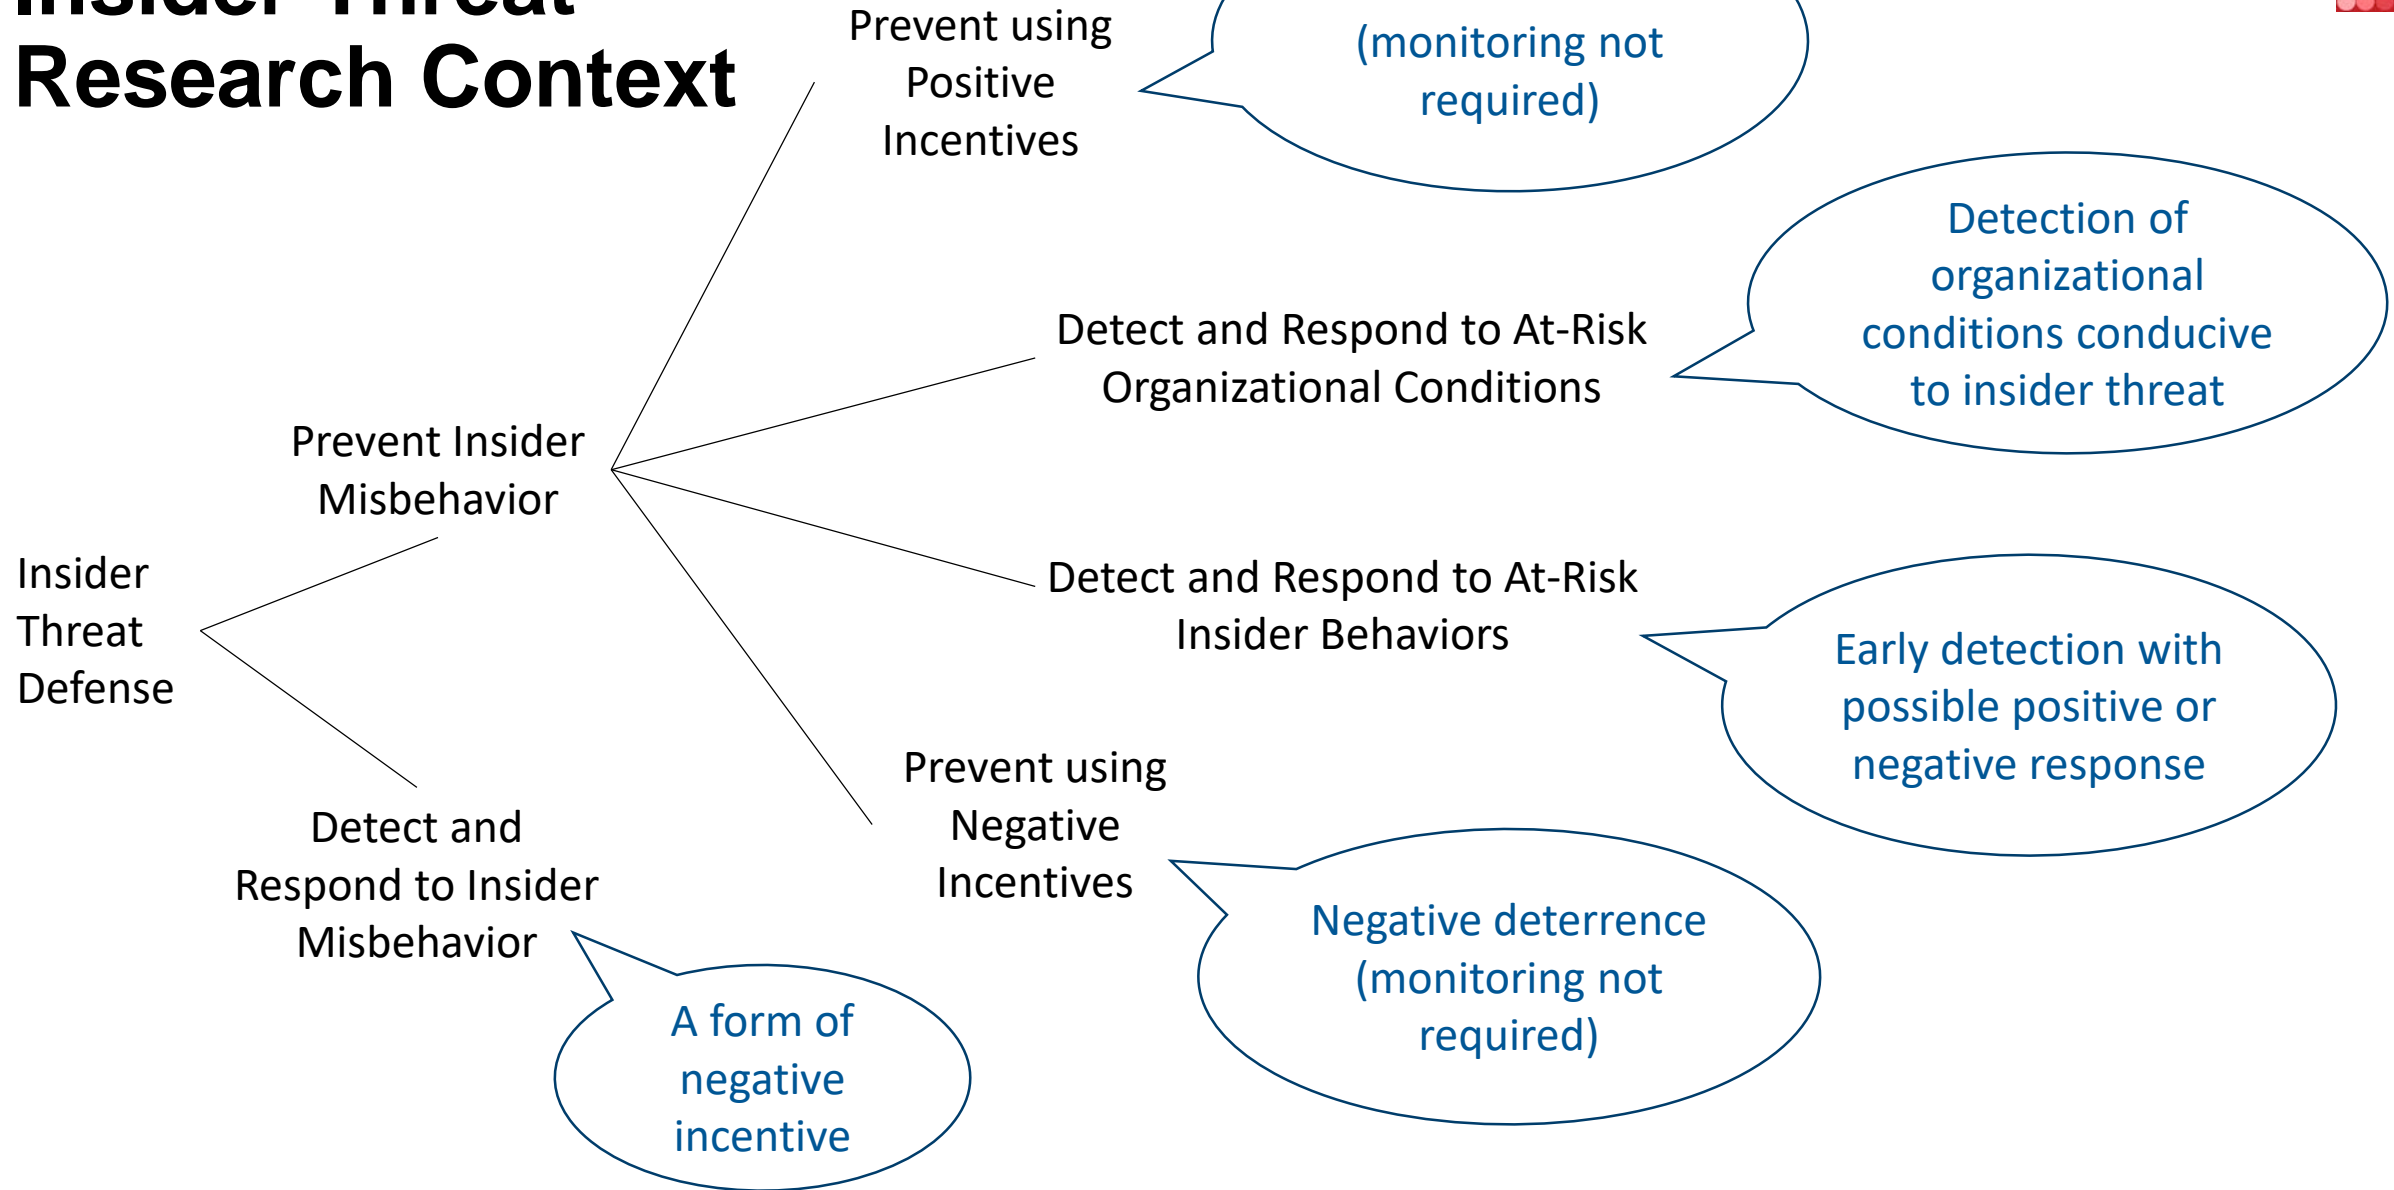 Insider Threat
Research Context
Prevent using
Positive
Incentives
(monitoring not
required)
Detection of
organizational
conditions conducive
to insider threat
Detect and Respond to At-Risk
Organizational Conditions
Prevent Insider
Misbehavior
Insider
Threat
Defense
Detect and Respond to At-Risk
Insider Behaviors
Early detection with
possible positive or
negative response
Prevent using
Negative
Incentives
Negative deterrence
(monitoring not
required)
Detect and
Respond to Insider
Misbehavior
A form of
negative
incentive